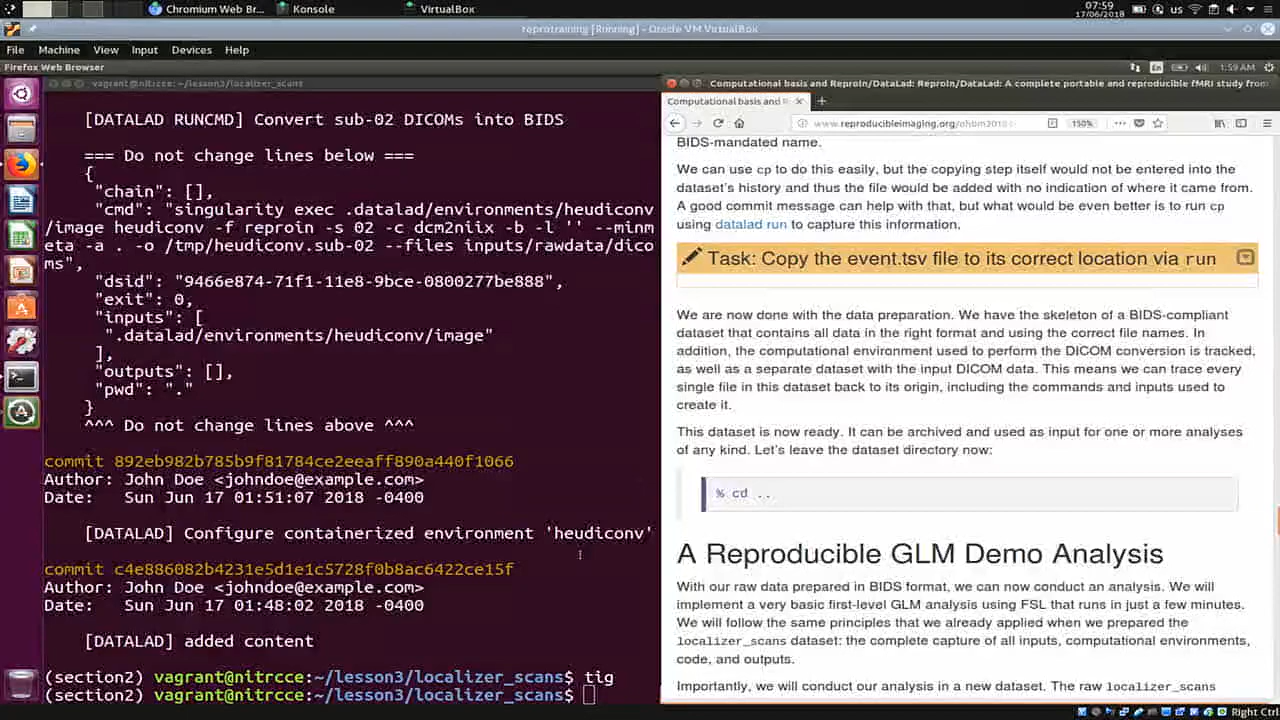 Chromium Web Br...
Konsole
VirtualBox
07:59
17/06/2018
us
reprotraining [Running] - Oracle VM VirtualBox
File Machine View Input Devices Help
Firefox Web Browser
En
1:59 AM
vagrant@nitrcce: ~/lesson3/localizer_scans
[DATALAD RUNCMD] Convert sub-02 DICOMs into BIDS
=== Do not change lines below ===
{
"chain": [],
"cmd": "singularity exec .datalad/environments/heudiconv
/image heudiconv -f reproin -s 02 -c dcm2niix -b -l '' --minm
eta -a . -o /tmp/heudiconv.sub-02 --files inputs/rawdata/dico
ms",
"dsid": "9466e874-71f1-11e8-9bce-0800277be888",
"exit": 0,
"inputs": [
".datalad/environments/heudiconv/image"
],
"outputs": [],
"pwd": "."
}
^^^ Do not change lines above ^^^
commit 892eb982b785b9f81784ce2eeaff890a440f1066
Author: John Doe <johndoe@example.com>
Date: Sun Jun 17 01:51:07 2018 -0400
[DATALAD] Configure containerized environment 'heudiconv'
commit c4e886082b4231e5d1e1c5728f0b8ac6422ce15f
Author: John Doe <johndoe@example.com>
Date: Sun Jun 17 01:48:02 2018 -0400
[DATALAD] added content
(section2) vagrant@nitrcce:~/lesson3/localizer_scans$ tig
(section2) vagrant@nitrcce:~/lesson3/localizer_scans$
Computational basis and ReproIn/DataLad: ReproIn/DataLad: A complete portable and reproducible fMRI study from
Computational basis and R
www.reproducibleimaging.org/ohbm2018-
150%
BIDS-mandated name.
We can use cp to do this easily, but the copying step itself would not be entered into the
dataset's history and thus the file would be added with no indication of where it came from.
A good commit message can help with that, but what would be even better is to run cp
using datalad run to capture this information.
Task: Copy the event.tsv file to its correct location via run
We are now done with the data preparation. We have the skeleton of a BIDS-compliant
dataset that contains all data in the right format and using the correct file names. In
addition, the computational environment used to perform the DICOM conversion is tracked,
as well as a separate dataset with the input DICOM data. This means we can trace every
single file in this dataset back to its origin, including the commands and inputs used to
create it.
This dataset is now ready. It can be archived and used as input for one or more analyses
of any kind. Let's leave the dataset directory now:
% cd ..
A Reproducible GLM Demo Analysis
With our raw data prepared in BIDS format, we can now conduct an analysis. We will
implement a very basic first-level GLM analysis using FSL that runs in just a few minutes.
We will follow the same principles that we already applied when we prepared the
localizer_scans dataset: the complete capture of all inputs, computational environments,
code, and outputs.
Importantly, we will conduct our analysis in a new dataset. The raw localizer_scans
Right Ctrl